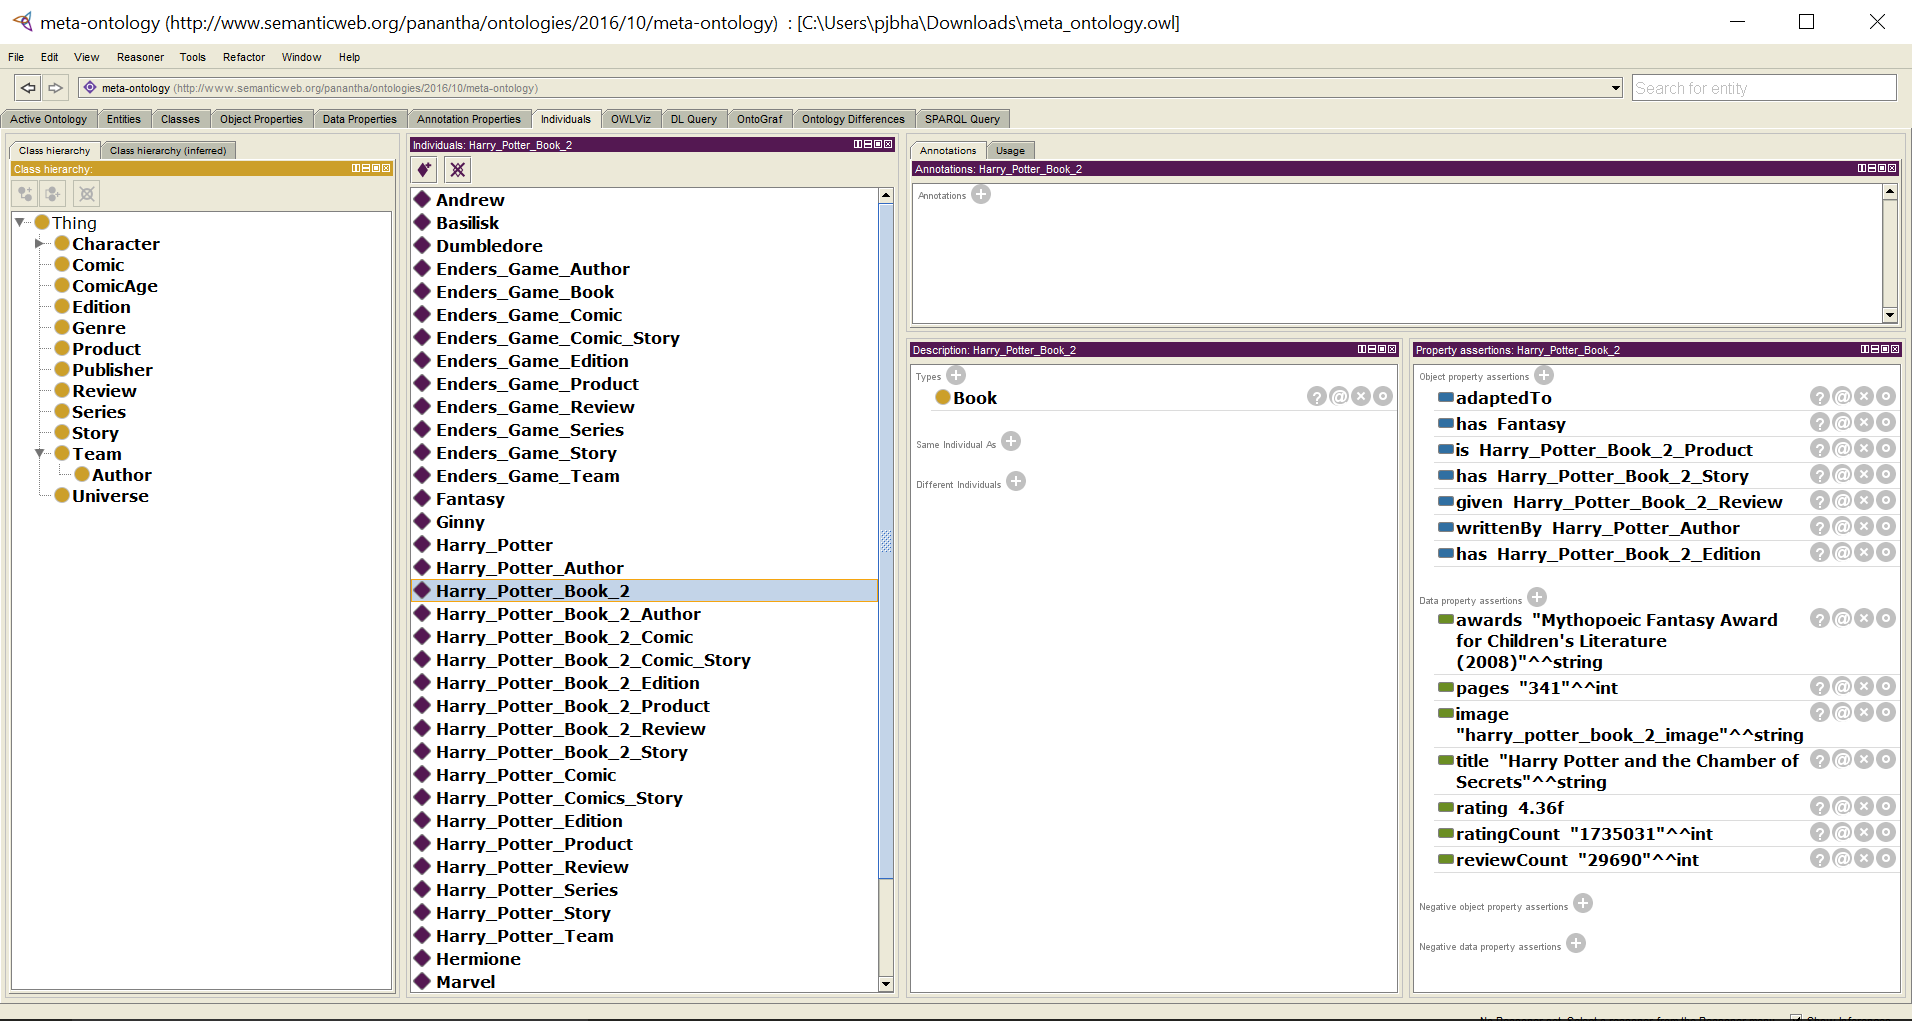 meta-ontology (http://www.semanticweb.org/panantha/ontologies/2016/10/meta-ontology)  : [C:\Users\pjbha\Downloads\meta_ontology.owl]
File Edit View Reasoner Tools Refactor Window Help
meta-ontology (http://www.semanticweb.org/panantha/ontologies/2016/10/meta-ontology)
Search for entity
Active Ontology Entities Classes Object Properties Data Properties Annotation Properties Individuals OWLViz DL Query OntoGraf Ontology Differences SPARQL Query
Class hierarchy Class hierarchy (inferred)
Class hierarchy:
Thing
Character
Comic
ComicAge
Edition
Genre
Product
Publisher
Review
Series
Story
Team
Author
Universe
Individuals: Harry_Potter_Book_2
Andrew
Basilisk
Dumbledore
Enders_Game_Author
Enders_Game_Book
Enders_Game_Comic
Enders_Game_Comic_Story
Enders_Game_Edition
Enders_Game_Product
Enders_Game_Review
Enders_Game_Series
Enders_Game_Story
Enders_Game_Team
Fantasy
Ginny
Harry_Potter
Harry_Potter_Author
Harry_Potter_Book_2
Harry_Potter_Book_2_Author
Harry_Potter_Book_2_Comic
Harry_Potter_Book_2_Comic_Story
Harry_Potter_Book_2_Edition
Harry_Potter_Book_2_Product
Harry_Potter_Book_2_Review
Harry_Potter_Book_2_Story
Harry_Potter_Comic
Harry_Potter_Comics_Story
Harry_Potter_Edition
Harry_Potter_Product
Harry_Potter_Review
Harry_Potter_Series
Harry_Potter_Story
Harry_Potter_Team
Hermione
Marvel
Annotations Usage
Annotations: Harry_Potter_Book_2
Annotations
Description: Harry_Potter_Book_2
Types
Book
Same Individual As
Different Individuals
Property assertions: Harry_Potter_Book_2
Object property assertions
adaptedTo
has Fantasy
is Harry_Potter_Book_2_Product
has Harry_Potter_Book_2_Story
given Harry_Potter_Book_2_Review
writtenBy Harry_Potter_Author
has Harry_Potter_Book_2_Edition
Data property assertions
awards "Mythopoeic Fantasy Award
for Children's Literature
(2008)"^^string
pages "341"^^int
image
"harry_potter_book_2_image"^^string
title "Harry Potter and the Chamber of
Secrets"^^string
rating 4.36f
ratingCount "1735031"^^int
reviewCount "29690"^^int
Negative object property assertions
Negative data property assertions